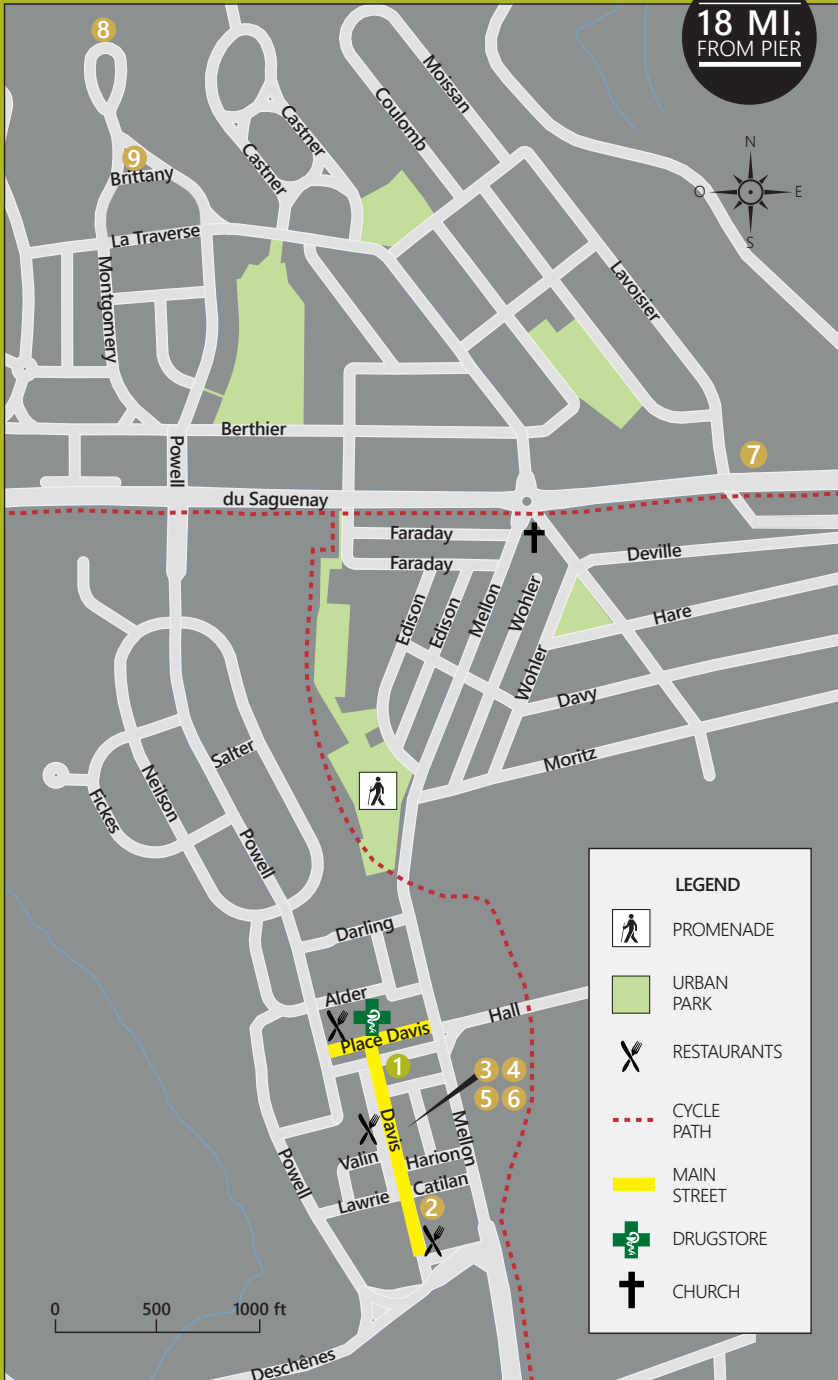 18 MI.
FROM PIER
8
9
Brittany
Castner
Castner
Coulomb
Moissan
N
O
E
S
La Traverse
Montgomery
Lavoisier
Berthier
Powell
7
du Saguenay
Faraday
Faraday
Edison
Edison
Mellon
Wohler
Wohler
Deville
Hare
Davy
Moritz
Salter
Neilson
Fickes
Powell
Darling
Alder
Place Davis
Hall
1
3 4
5 6
Davis
Mellon
Valin
Harion
Catilan
Lawrie
Powell
2
0 500 1000 ft
Deschênes
LEGEND
PROMENADE
URBAN
PARK
RESTAURANTS
CYCLE
PATH
MAIN
STREET
DRUGSTORE
CHURCH